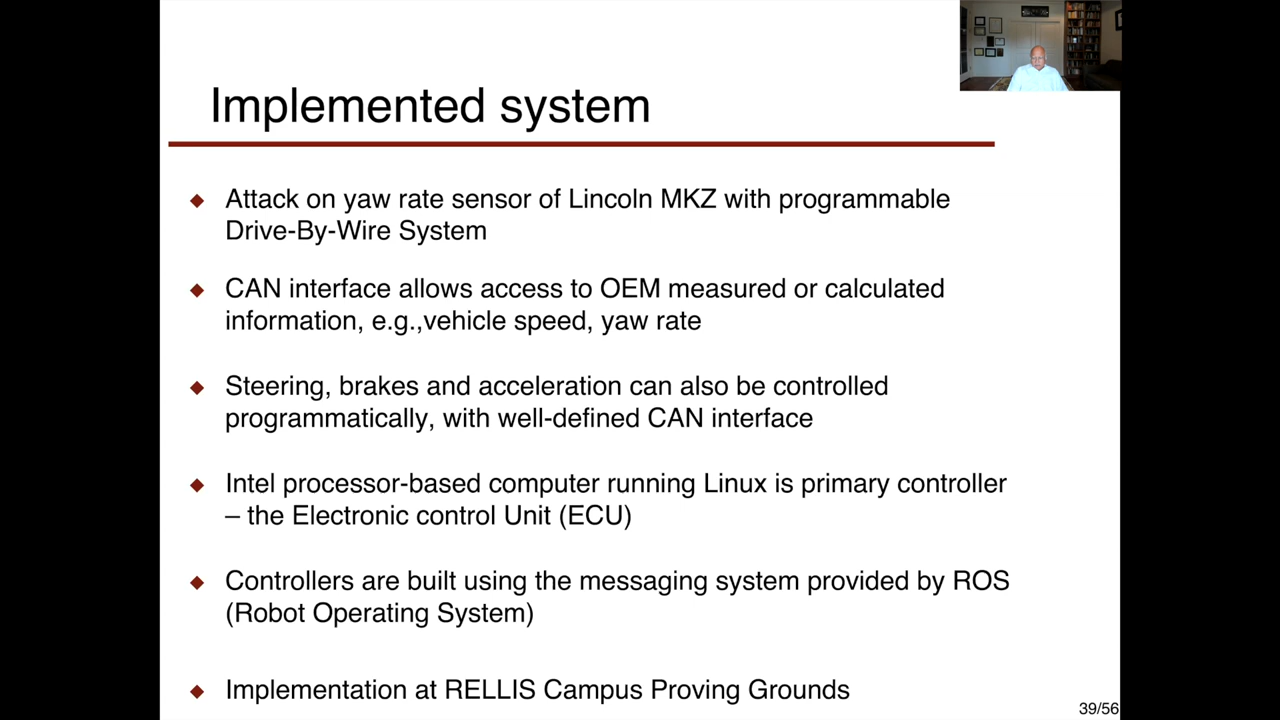 Implemented system
◆ Attack on yaw rate sensor of Lincoln MKZ with programmable
Drive-By-Wire System
◆ CAN interface allows access to OEM measured or calculated
information, e.g.,vehicle speed, yaw rate
◆ Steering, brakes and acceleration can also be controlled
programmatically, with well-defined CAN interface
◆ Intel processor-based computer running Linux is primary controller
– the Electronic control Unit (ECU)
◆ Controllers are built using the messaging system provided by ROS
(Robot Operating System)
◆ Implementation at RELLIS Campus Proving Grounds
39/56